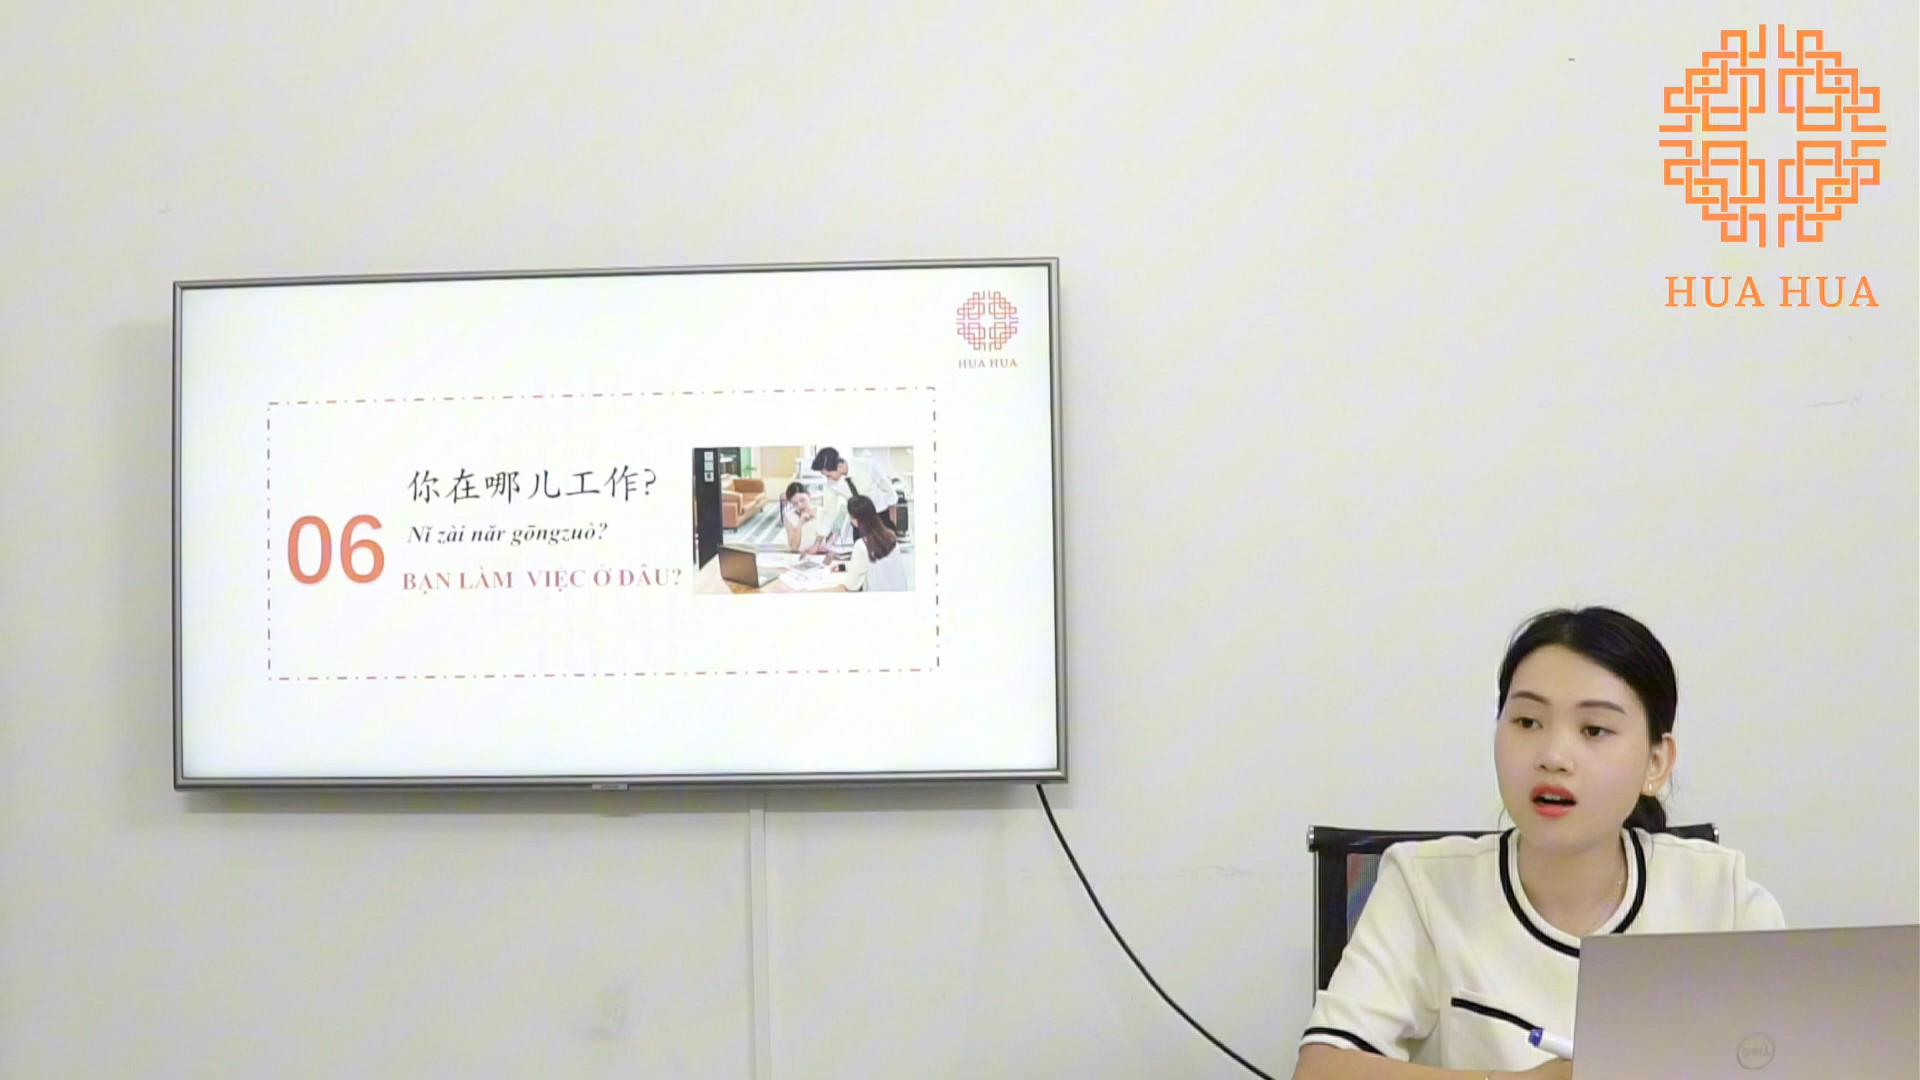 HUA HUA
HUA HUA
06
你在哪儿工作?
Nǐ zài nǎr gōngzuò?
BẠN LÀM VIỆC Ở ĐÂU?
DELL